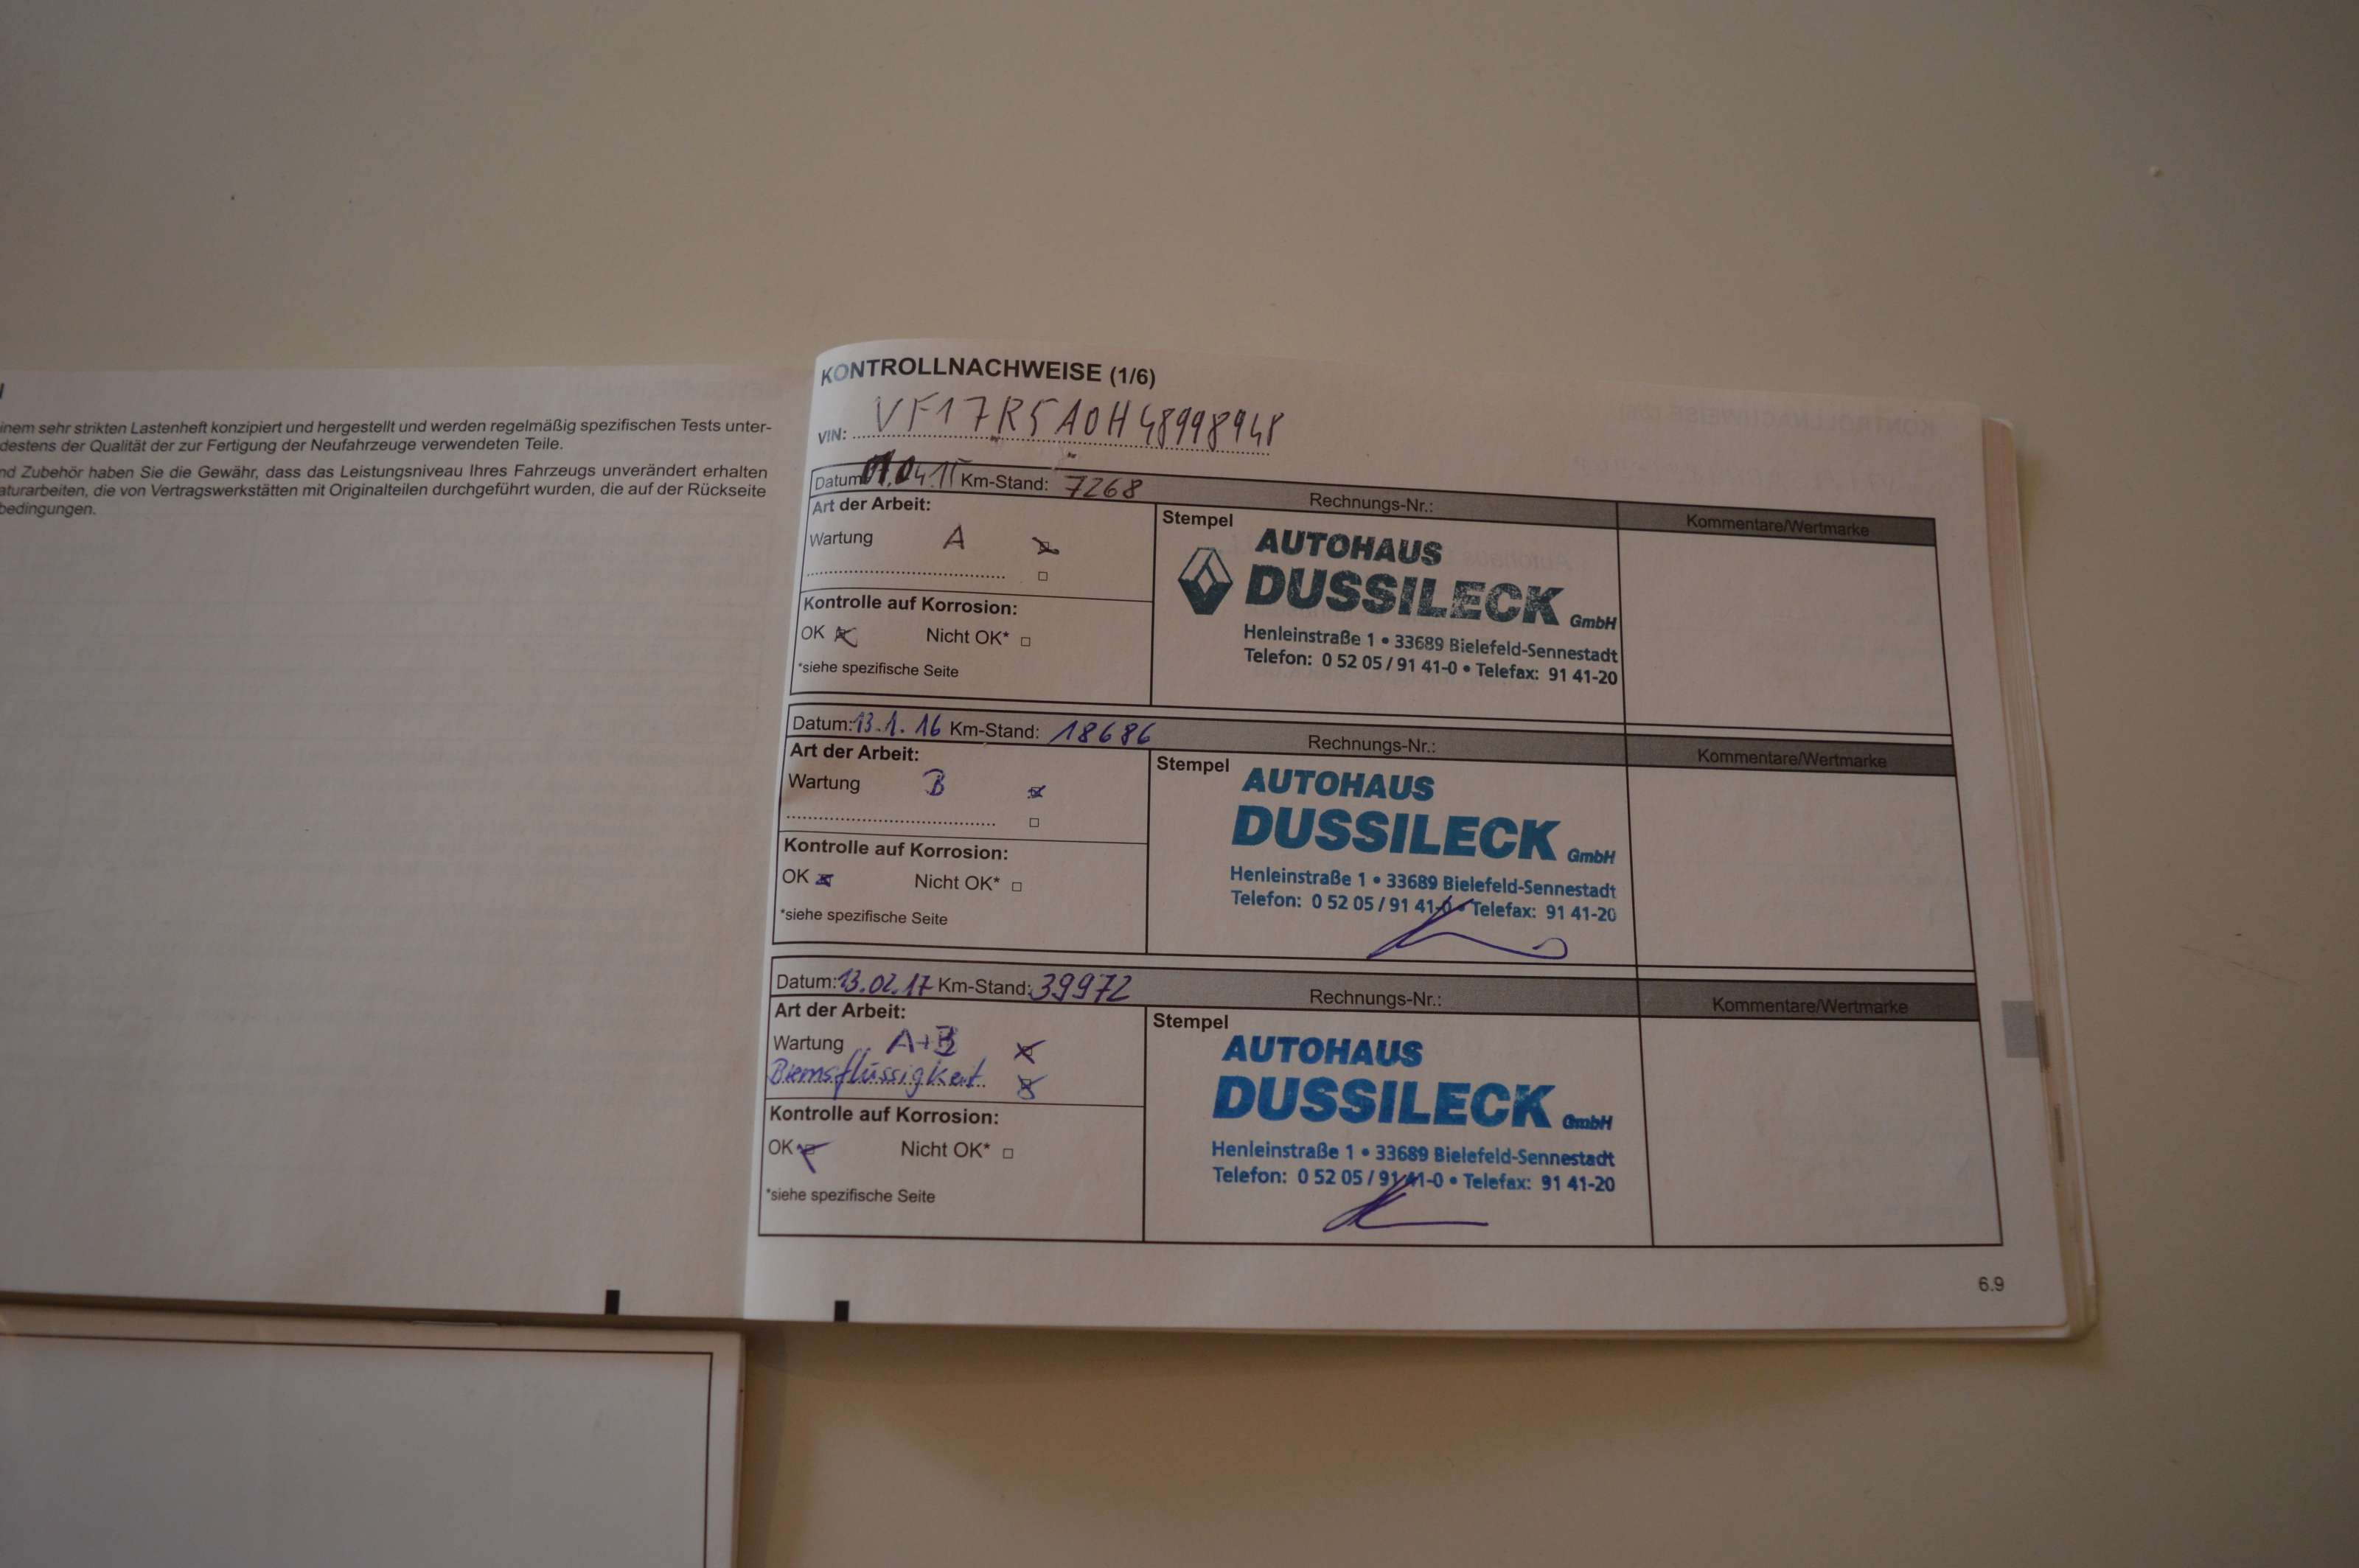 inem sehr strikten Lastenheft konzipiert und hergestellt und werden regelmäßig spezifischen Tests unter-
destens der Qualität der zur Fertigung der Neufahrzeuge verwendeten Teile.
nd Zubehör haben Sie die Gewähr, dass das Leistungsniveau Ihres Fahrzeugs unverändert erhalten
aturarbeiten, die von Vertragswerkstätten mit Originalteilen durchgeführt wurden, die auf der Rückseite
bedingungen.
KONTROLLNACHWEISE (1/6)
VIN: VF17R5A0H48998948
Datum Km-Stand: 7268 Rechnungs-Nr.: Kommentare/Wertmarke
Art der Arbeit:
Wartung A
Kontrolle auf Korrosion:
OK Nicht OK*
*siehe spezifische Seite
Stempel
AUTOHAUS
DUSSILECK GmbH
Henleinstraße 1 • 33689 Bielefeld-Sennestadt
Telefon: 0 52 05 / 91 41-0 • Telefax: 91 41-20
Datum: 13.1.16 Km-Stand: 18686 Rechnungs-Nr.: Kommentare/Wertmarke
Art der Arbeit:
Wartung B
Kontrolle auf Korrosion:
OK Nicht OK*
*siehe spezifische Seite
Stempel
AUTOHAUS
DUSSILECK GmbH
Henleinstraße 1 • 33689 Bielefeld-Sennestadt
Telefon: 0 52 05 / 91 41-0 • Telefax: 91 41-20
Datum: 13.02.17 Km-Stand: 39972 Rechnungs-Nr.: Kommentare/Wertmarke
Art der Arbeit:
Wartung A+B
Bremsflüssigkeit
Kontrolle auf Korrosion:
OK Nicht OK*
*siehe spezifische Seite
Stempel
AUTOHAUS
DUSSILECK GmbH
Henleinstraße 1 • 33689 Bielefeld-Sennestadt
Telefon: 0 52 05 / 91 41-0 • Telefax: 91 41-20
6.9